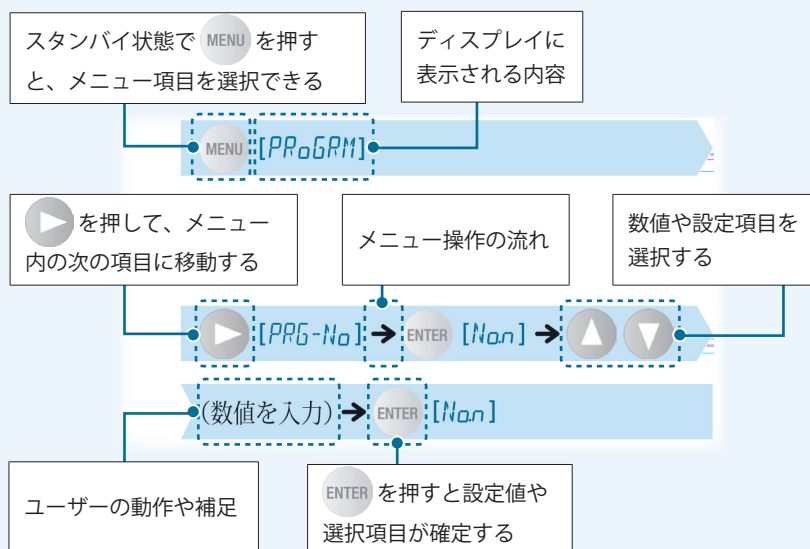 スタンバイ状態で MENU を押す
と、メニュー項目を選択できる
ディスプレイに
表示される内容
MENU [PRoGRM]
を押して、メニュー
内の次の項目に移動する
メニュー操作の流れ
数値や設定項目を
選択する
[PRG-No] → ENTER [No.n] →
(数値を入力) → ENTER [No.n]
ユーザーの動作や補足
ENTER を押すと設定値や
選択項目が確定する